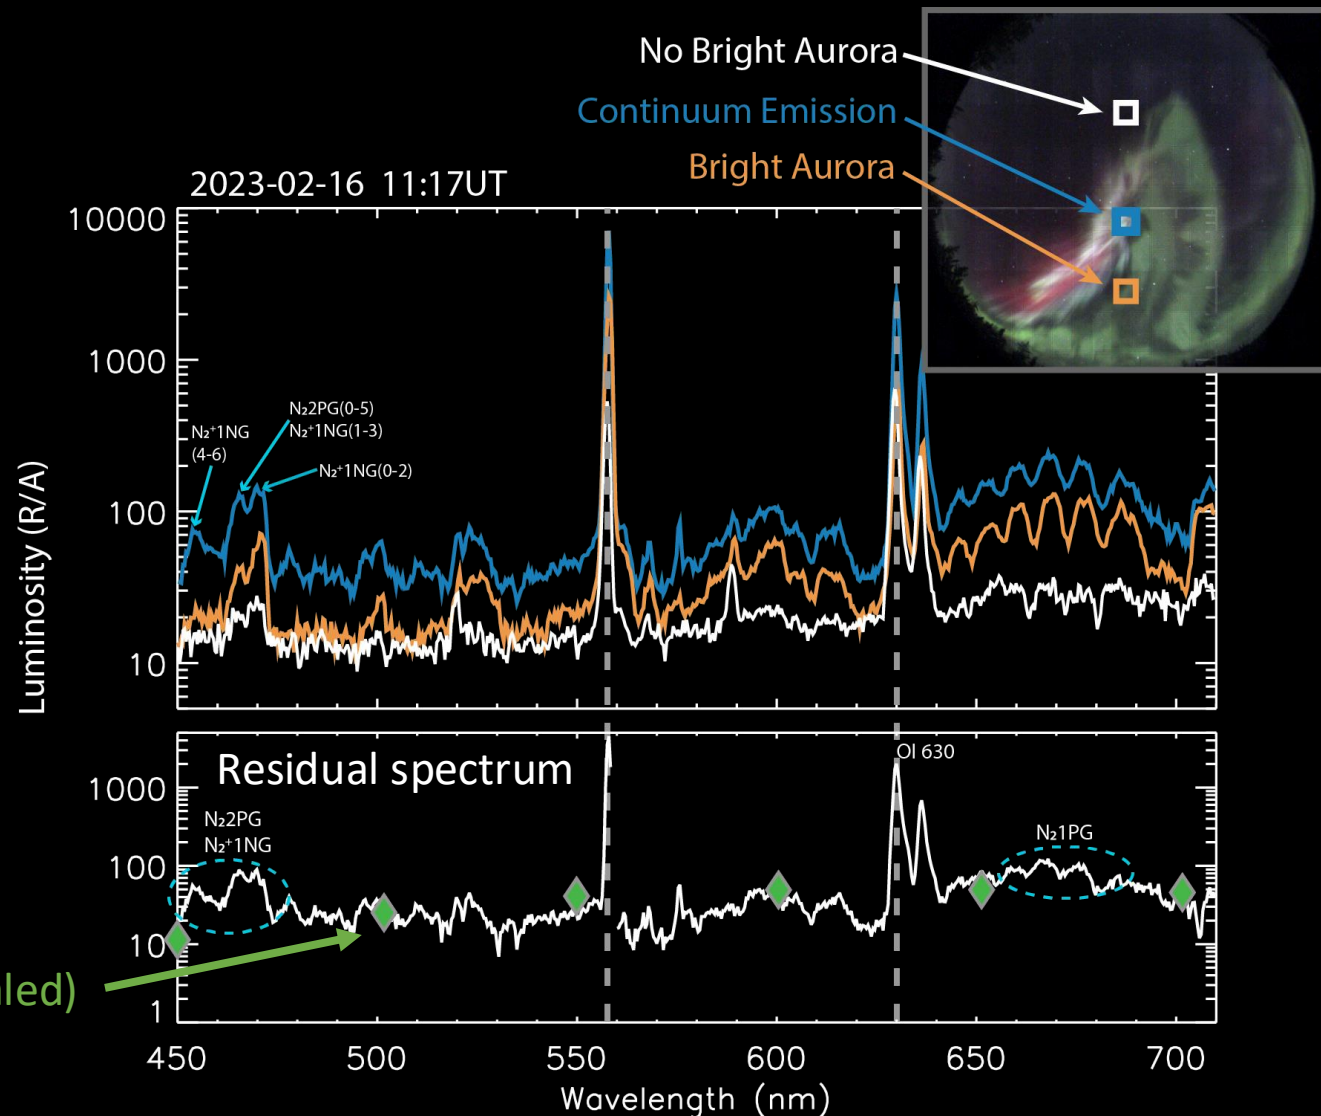 No Bright Aurora
Continuum Emission
Bright Aurora
2023-02-16 11:17UT
10000
1000
100
10
Luminosity (R/A)
N₂⁺1NG
(4-6)
N₂2PG(0-5)
N₂⁺1NG(1-3)
N₂⁺1NG(0-2)
Residual spectrum
OI 630
N₂2PG
N₂⁺1NG
N₂1PG
1000
100
10
1
led)
450 500 550 600 650 700
Wavelength (nm)